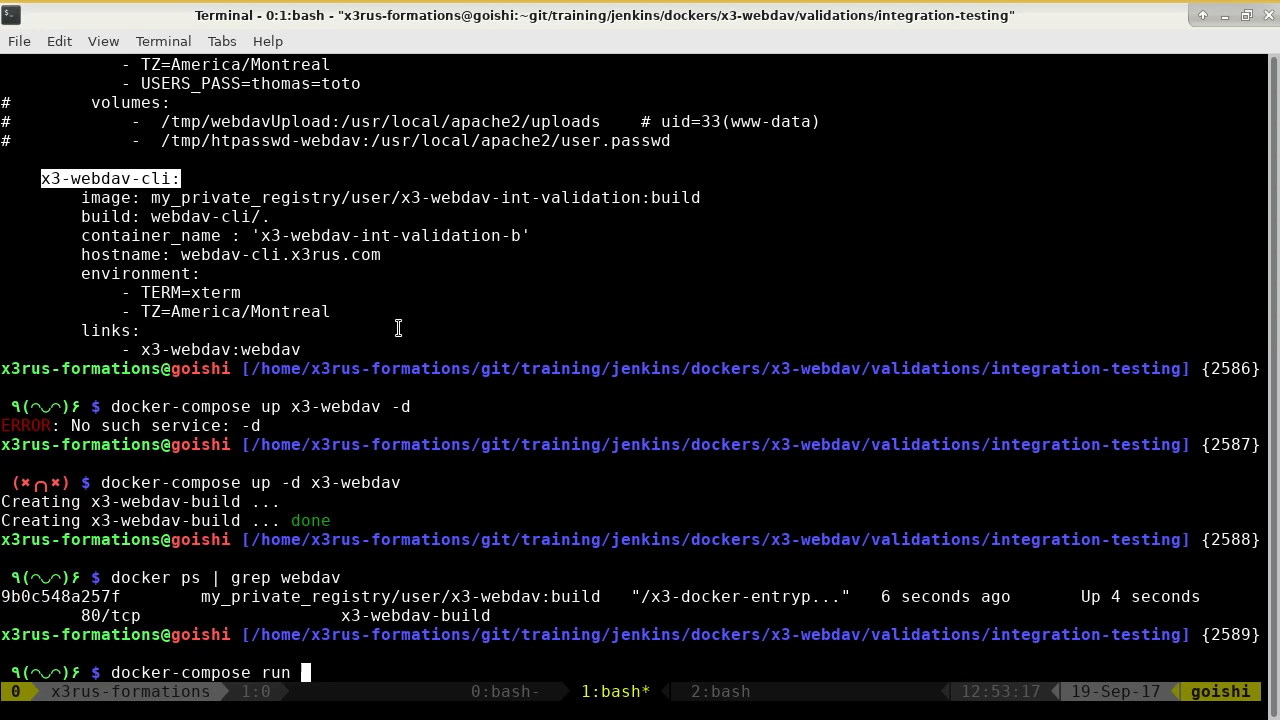 Terminal - 0:1:bash - "x3rus-formations@goishi:~git/training/jenkins/dockers/x3-webdav/validations/integration-testing"
File Edit View Terminal Tabs Help
- TZ=America/Montreal
- USERS_PASS=thomas=toto
# volumes:
# - /tmp/webdavUpload:/usr/local/apache2/uploads # uid=33(www-data)
# - /tmp/htpasswd-webdav:/usr/local/apache2/user.passwd
x3-webdav-cli:
image: my_private_registry/user/x3-webdav-int-validation:build
build: webdav-cli/.
container_name : 'x3-webdav-int-validation-b'
hostname: webdav-cli.x3rus.com
environment:
- TERM=xterm
- TZ=America/Montreal
links:
- x3-webdav:webdav
x3rus-formations@goishi [/home/x3rus-formations/git/training/jenkins/dockers/x3-webdav/validations/integration-testing] {2586}
٩(◠◡◠)۶ $ docker-compose up x3-webdav -d
ERROR: No such service: -d
x3rus-formations@goishi [/home/x3rus-formations/git/training/jenkins/dockers/x3-webdav/validations/integration-testing] {2587}
(✖╭╮✖) $ docker-compose up -d x3-webdav
Creating x3-webdav-build ...
Creating x3-webdav-build ... done
x3rus-formations@goishi [/home/x3rus-formations/git/training/jenkins/dockers/x3-webdav/validations/integration-testing] {2588}
٩(◠◡◠)۶ $ docker ps | grep webdav
9b0c548a257f my_private_registry/user/x3-webdav:build "/x3-docker-entryp..." 6 seconds ago Up 4 seconds
80/tcp x3-webdav-build
x3rus-formations@goishi [/home/x3rus-formations/git/training/jenkins/dockers/x3-webdav/validations/integration-testing] {2589}
٩(◠◡◠)۶ $ docker-compose run
0 x3rus-formations 1:0 0:bash- 1:bash* 2:bash 12:53:17 19-Sep-17 goishi